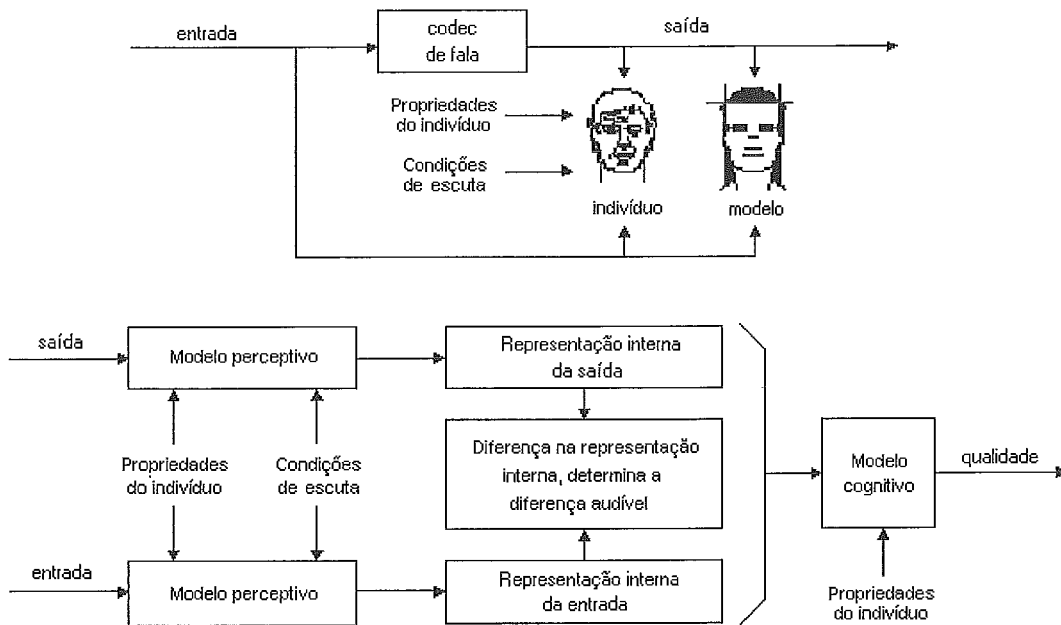 entrada
codec
de fala
saída
Propriedades
do indivíduo
Condições
de escuta
indivíduo
modelo
saída
Modelo perceptivo
Representação interna
da saída
Propriedades
do indivíduo
Condições
de escuta
Diferença na representação
interna, determina a
diferença audível
Modelo
cognitivo
qualidade
entrada
Modelo perceptivo
Representação interna
da entrada
Propriedades
do indivíduo